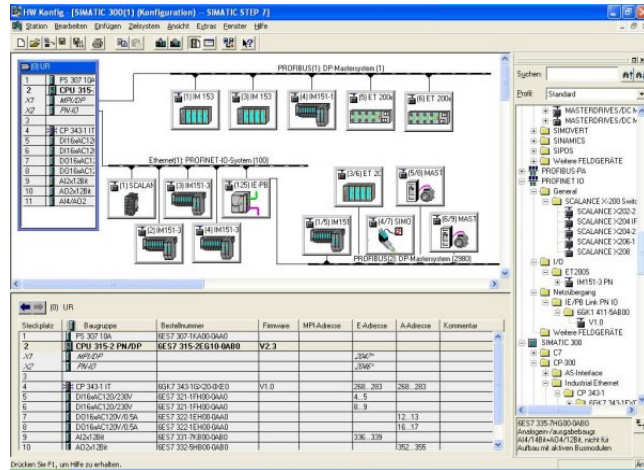 HW Konfig - [SIMATIC 300(1) (Konfiguration) -- SIMATIC STEP 7]
Station Bearbeiten Einfügen Zielsystem Ansicht Extras Fenster Hilfe
(0) UR
1 PS 307 10A
2 CPU 315-
X1 MPI/DP
X2 PN-IO
3
4 CP 343-1 IT
5 DI16xAC12
6 DI16xAC12
7 DO16xAC1
8 DO16xAC1
9 AI2x12Bit
10 AO2x12Bit
11 AI4/AO2
PROFIBUS(1): DP-Mastersystem (1)
(1) IM 153
(3) IM 153
(4) IM151-1
(5) ET 200
(6) ET 200
Ethernet(1): PROFINET-IO-System (100)
(1) SCALAN
(3) IM151-3
(125) IE-PB
(2) IM151-3
(4) IM151-3
(3/6) ET 20
(5/8) MAST
(1/5) IM151
(4/7) SIMO
(6/9) MAST
PROFIBUS(2): DP-Mastersystem (2980)
Suchen:
Profil: Standard
MASTERDRIVES/DC M
MASTERDRIVES/DC M
SIMOVERT
SINAMICS
SIPOS
Weitere FELDGERÄTE
PROFIBUS-PA
PROFINET IO
General
SCALANCE X-200 Switc
SCALANCE X202-2
SCALANCE X204 IF
SCALANCE X204-2
SCALANCE X206-1
SCALANCE X208
I/O
ET200S
IM151-3 PN
Netzübergang
IE/PB Link PN IO
6GK1 411-5AB00
V1.0
Weitere FELDGERÄTE
SIMATIC 300
C7
CP-300
AS-Interface
Industrial Ethernet
CP 343-1
6GK7 343-1EX
6ES7 335-7HG00-0AB0
Analogein-/ausgabebaugr.
AI4/14Bit+AO4/12Bit, nicht für
Aufbau mit aktiven Busmodulen
(0) UR
Steckplatz Baugruppe Bestellnummer Firmware MPI-Adresse E-Adresse A-Adresse Kommentar
1 PS 307 10A 6ES7 307-1KA00-0AA0
2 CPU 315-2 PN/DP 6ES7 315-2EG10-0AB0 V2.3
X1 MPI/DP 2047*
X2 PN-IO 2046*
3
4 CP 343-1 IT 6GK7 343-1GX20-0XE0 V1.0 268...283 268...283
5 DI16xAC120/230V 6ES7 321-1FH00-0AA0 4...5
6 DI16xAC120/230V 6ES7 321-1FH00-0AA0 8...9
7 DO16xAC120V/0.5A 6ES7 322-1EH00-0AA0 12...13
8 DO16xAC120V/0.5A 6ES7 322-1EH00-0AA0 16...17
9 AI2x12Bit 6ES7 331-7KB00-0AB0 336...339
10 AO2x12Bit 6ES7 332-5HB00-0AB0 352...355
Drücken Sie F1, um Hilfe zu erhalten.